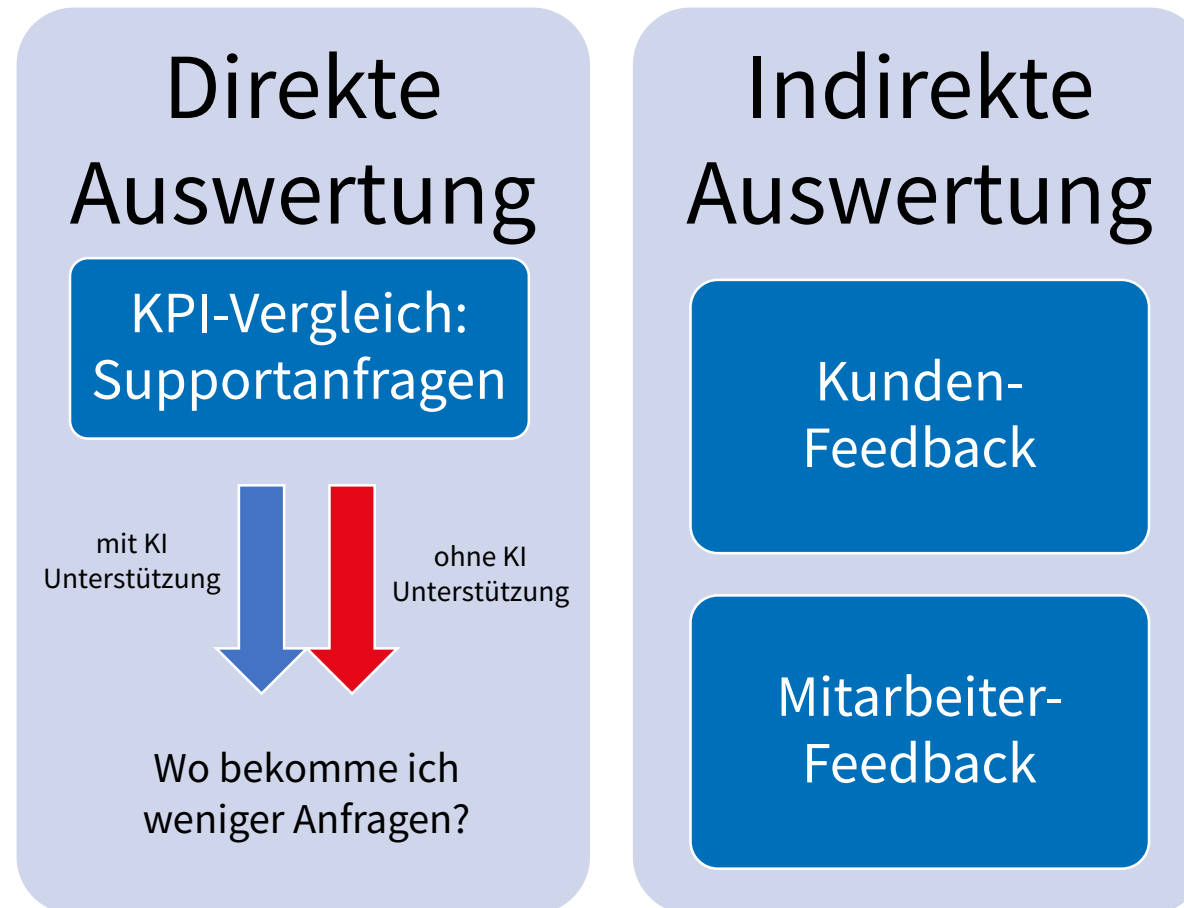 Direkte
Auswertung
KPI-Vergleich:
Supportanfragen
mit KI
Unterstützung
ohne KI
Unterstützung
Wo bekomme ich
weniger Anfragen?
Indirekte
Auswertung
Kunden-
Feedback
Mitarbeiter-
Feedback